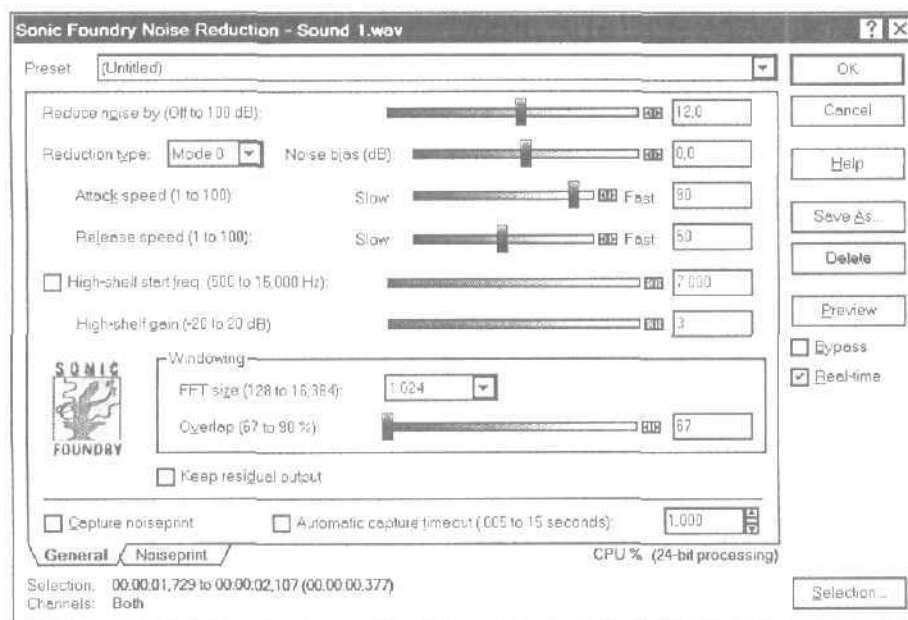 Sonic Foundry Noise Reduction - Sound 1.wav
Preset (Untitled) OK
Reduce noise by (Off to 100 dB): 12,0 Cancel
Reduction type: Mode 0 Noise bias (dB): 0,0 Help
Attack speed (1 to 100): Slow Fast 90
Save As...
Release speed (1 to 100): Slow Fast 50
Delete
High-shelf start freq. (500 to 15,000 Hz): 7 000
Preview
High-shelf gain (-20 to 20 dB) 3
Bypass
Real-time
SONIC
FOUNDRY
Windowing
FFT size (128 to 16,384): 1 024
Overlap (67 to 90 %) 67
Keep residual output
Capture noiseprint Automatic capture timeout (.005 to 15 seconds): 1,000
General Noiseprint CPU % (24-bit processing)
Selection: 00:00:01,729 to 00:00:02,107 (00:00:00,377) Selection...
Channels: Both